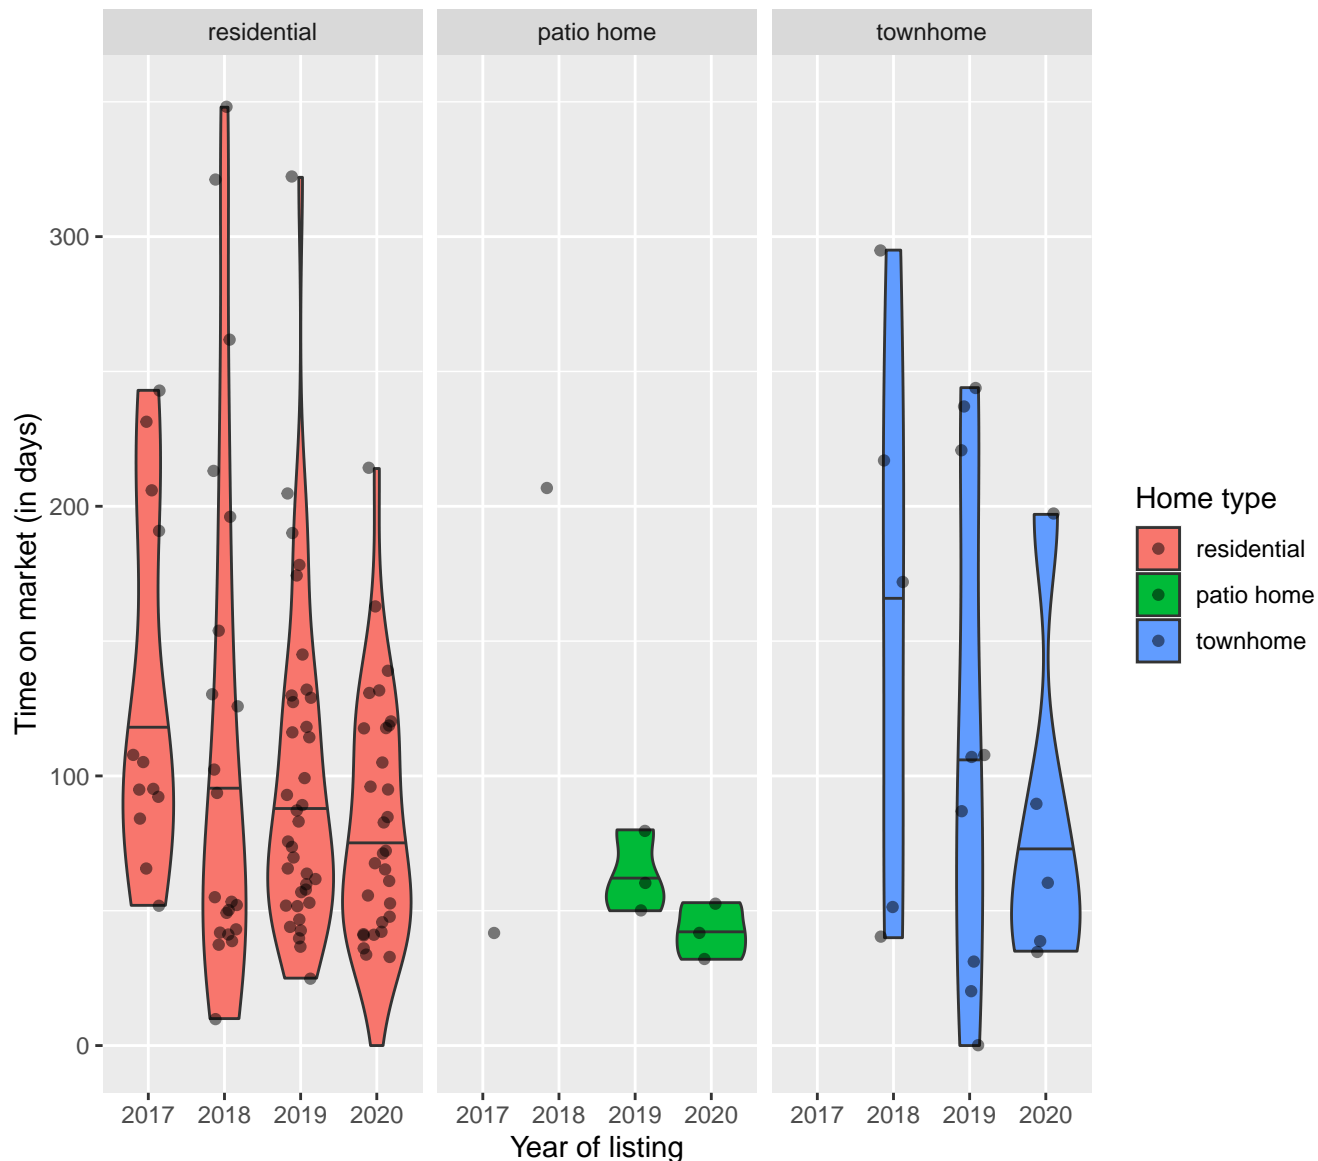 residential patio home townhome
Time on market (in days)
300
200
100
0
2017 2018 2019 2020 2017 2018 2019 2020 2017 2018 2019 2020
Year of listing
Home type
residential
patio home
townhome